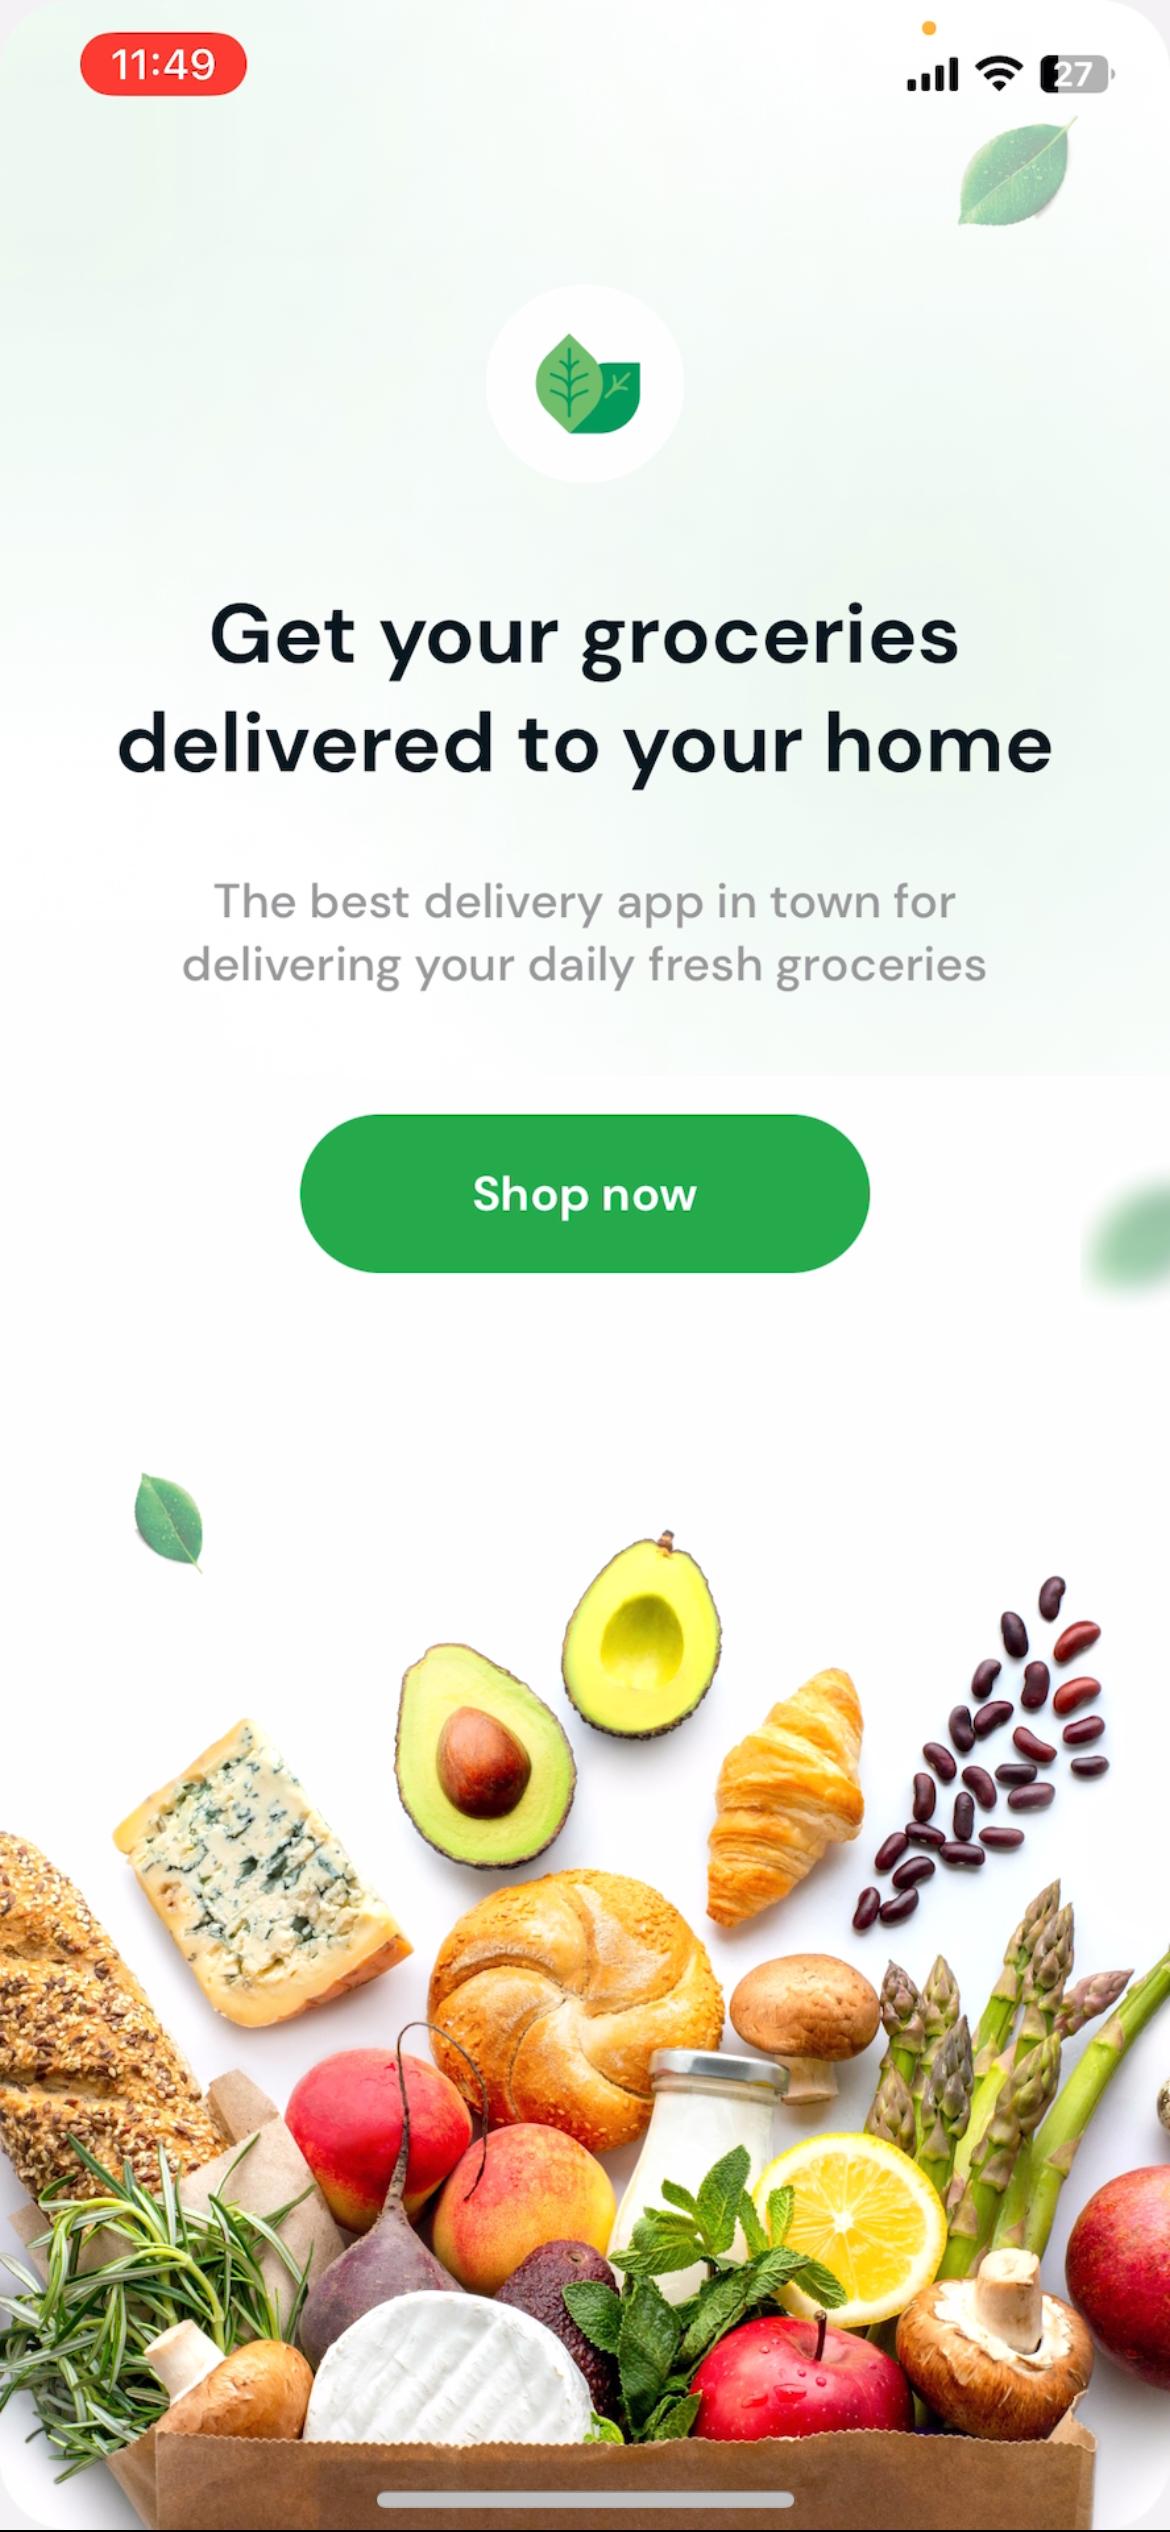 11:49
27
Get your groceries
delivered to your home
The best delivery app in town for
delivering your daily fresh groceries
Shop now